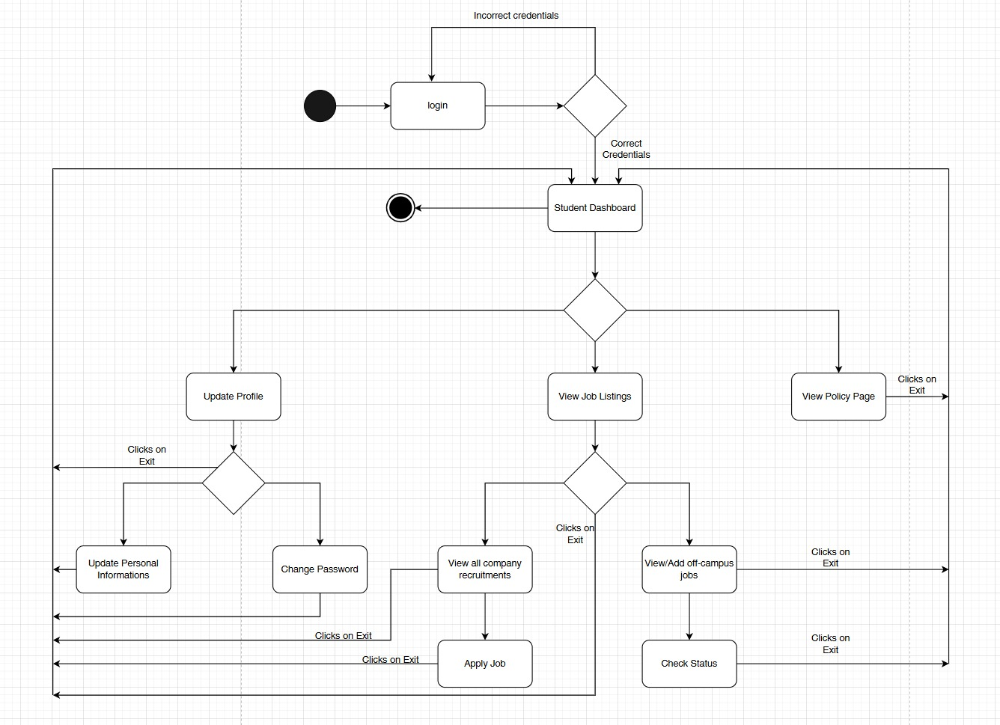 Incorrect credentials
login
Correct
Credentials
Student Dashboard
Update Profile
View Job Listings
View Policy Page
Clicks on
Exit
Clicks on
Exit
Clicks on
Exit
Update Personal
Informations
Change Password
View all company
recruitments
View/Add off-campus
jobs
Clicks on
Exit
Clicks on Exit
Clicks on Exit
Apply Job
Check Status
Clicks on
Exit